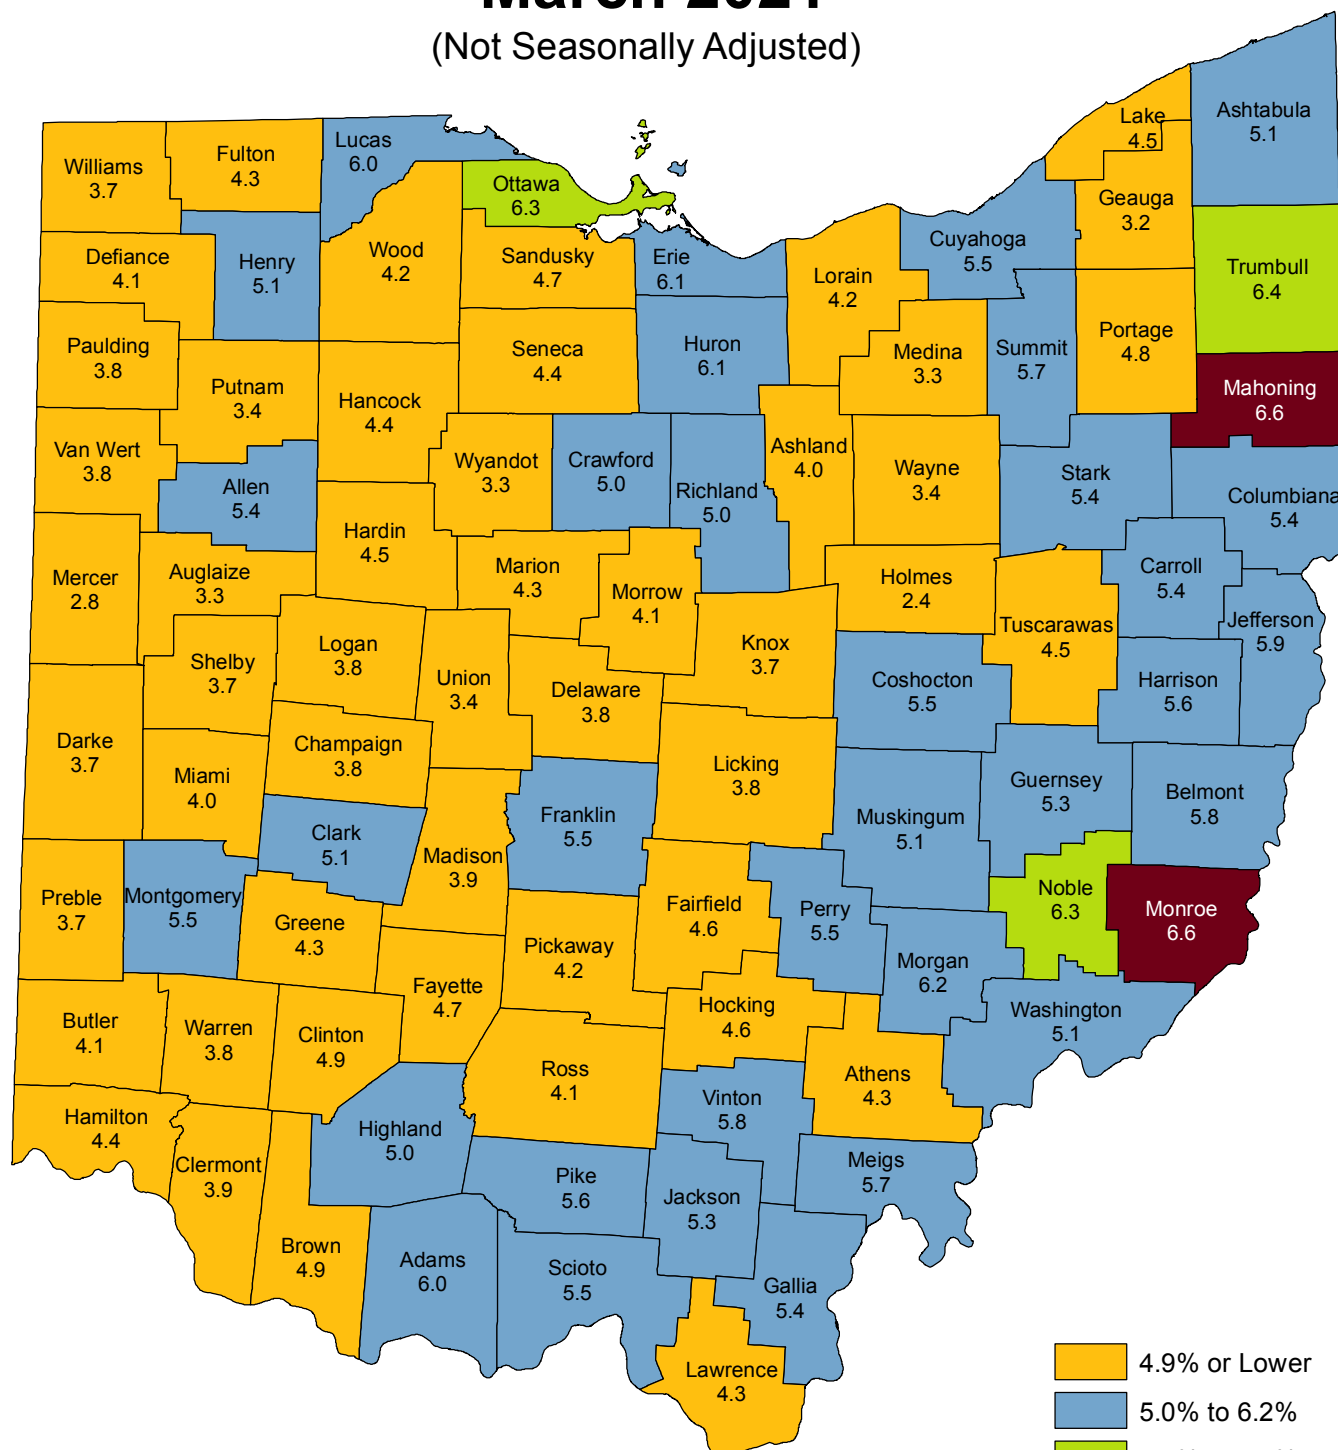 March 2021
(Not Seasonally Adjusted)
Williams
3.7
Fulton
4.3
Lucas
6.0
Ottawa
6.3
Lake
4.5
Ashtabula
5.1
Geauga
3.2
Cuyahoga
5.5
Trumbull
6.4
Defiance
4.1
Henry
5.1
Wood
4.2
Sandusky
4.7
Erie
6.1
Lorain
4.2
Paulding
3.8
Putnam
3.4
Hancock
4.4
Seneca
4.4
Huron
6.1
Medina
3.3
Summit
5.7
Portage
4.8
Mahoning
6.6
Van Wert
3.8
Allen
5.4
Wyandot
3.3
Crawford
5.0
Richland
5.0
Ashland
4.0
Wayne
3.4
Stark
5.4
Columbiana
5.4
Mercer
2.8
Auglaize
3.3
Hardin
4.5
Marion
4.3
Morrow
4.1
Holmes
2.4
Tuscarawas
4.5
Carroll
5.4
Jefferson
5.9
Shelby
3.7
Logan
3.8
Union
3.4
Delaware
3.8
Knox
3.7
Coshocton
5.5
Harrison
5.6
Darke
3.7
Miami
4.0
Champaign
3.8
Licking
3.8
Muskingum
5.1
Guernsey
5.3
Belmont
5.8
Clark
5.1
Madison
3.9
Franklin
5.5
Preble
3.7
Montgomery
5.5
Greene
4.3
Fayette
4.7
Pickaway
4.2
Fairfield
4.6
Perry
5.5
Morgan
6.2
Noble
6.3
Monroe
6.6
Washington
5.1
Butler
4.1
Warren
3.8
Clinton
4.9
Ross
4.1
Hocking
4.6
Athens
4.3
Vinton
5.8
Hamilton
4.4
Clermont
3.9
Highland
5.0
Pike
5.6
Jackson
5.3
Meigs
5.7
Brown
4.9
Adams
6.0
Scioto
5.5
Gallia
5.4
Lawrence
4.3
4.9% or Lower
5.0% to 6.2%